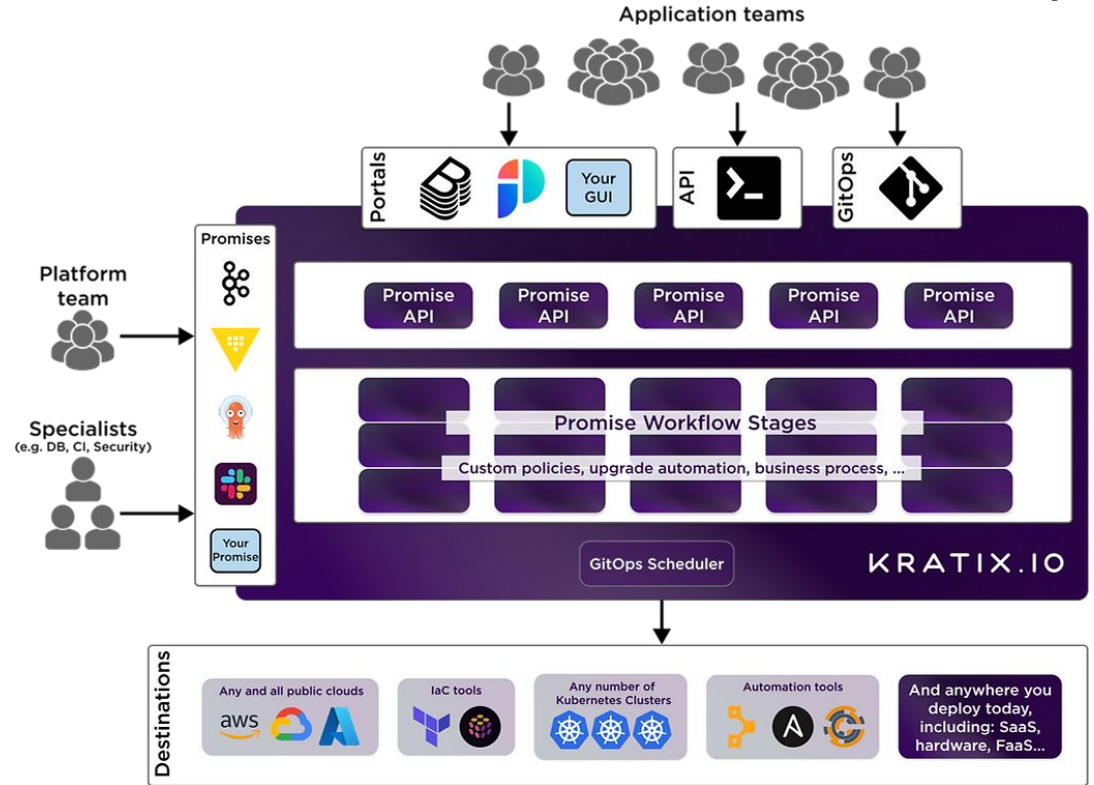 Application teams
Portals
Your
GUI
API
GitOps
Promises
Platform
team
Your
Promise
Specialists
(e.g. DB, CI, Security)
Promise
API
Promise
API
Promise
API
Promise
API
Promise
API
Promise Workflow Stages
Custom policies, upgrade automation, business process, ...
GitOps Scheduler
KRATIX.IO
Destinations
Any and all public clouds
aws
IaC tools
Any number of
Kubernetes Clusters
Automation tools
A
And anywhere you
deploy today,
including: SaaS,
hardware, FaaS...